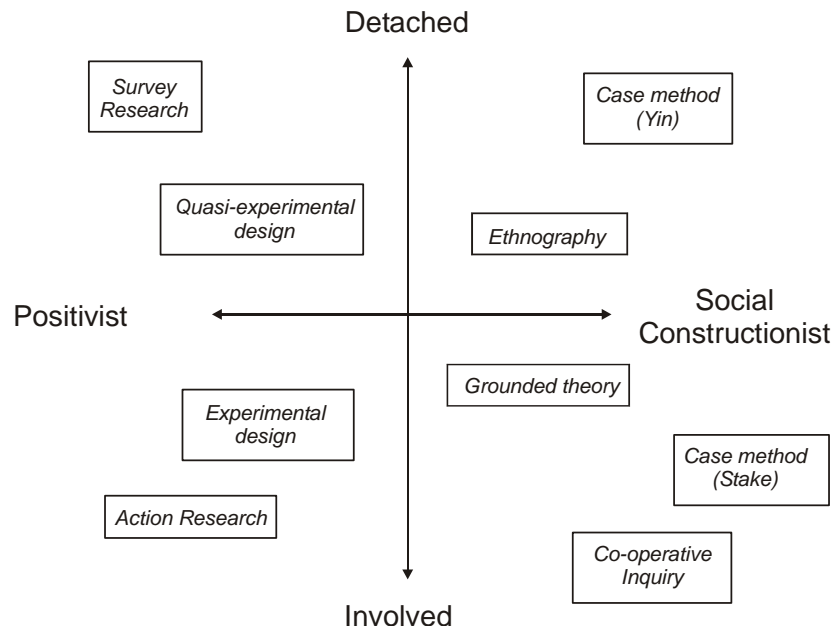 Detached
Survey
Research
Case method
(Yin)
Quasi-experimental
design
Ethnography
Positivist
Social
Constructionist
Grounded theory
Experimental
design
Case method
(Stake)
Action Research
Co-operative
Inquiry
Involved